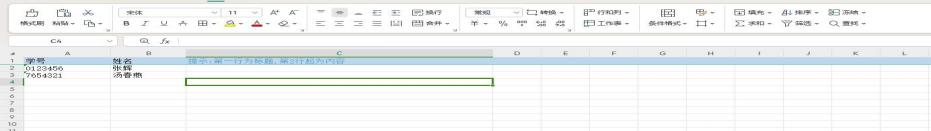 宋体 11 A⁺ A⁻ 换行 常规 转换 行和列 填充 排序 冻结
格式刷 粘贴 B I U A 合并 ¥ % 工作表 条件格式 求和 筛选 查找
C4 fx
A B C D E F G H I J K L
1 学号 姓名 提示:第一行为标题,第2行起为内容
2 0123456 张辉
3 7654321 汤春燕
4
5
6
7
8
9
10